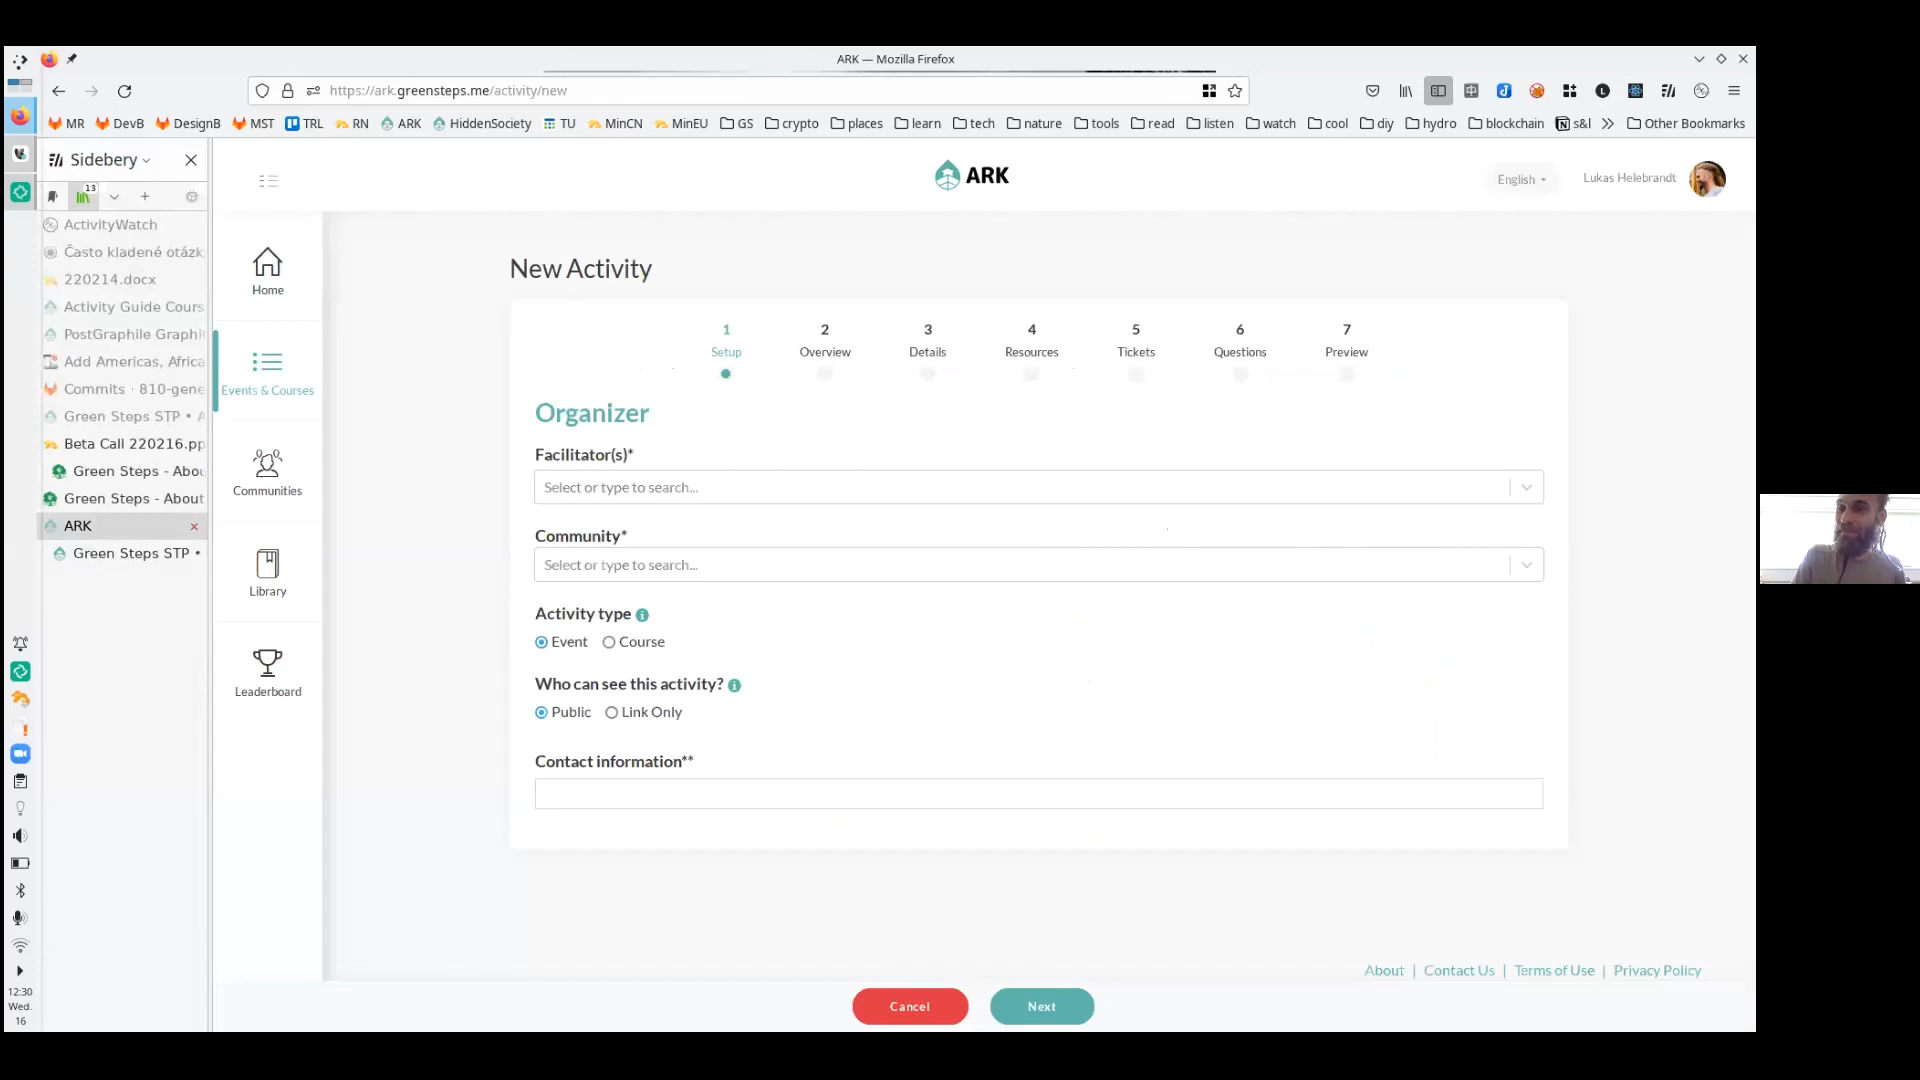 ARK — Mozilla Firefox
https://ark.greensteps.me/activity/new
MR DevB DesignB MST TRL RN ARK HiddenSociety TU MinCN MinEU GS crypto places learn tech nature tools read listen watch cool diy hydro blockchain s&l Other Bookmarks
Sidebery
13
ActivityWatch
Často kladené otázk
220214.docx
Activity Guide Cours
PostGraphile Graphi
Add Americas, Africa
Commits · 810-gene
Green Steps STP • A
Beta Call 220216.pp
Green Steps - Abou
Green Steps - About
ARK
Green Steps STP •
12:30
Wed.
16
ARK
English
Lukas Helebrandt
Home
Events & Courses
Communities
Library
Leaderboard
New Activity
1 2 3 4 5 6 7
Setup Overview Details Resources Tickets Questions Preview
Organizer
Facilitator(s)*
Select or type to search...
Community*
Select or type to search...
Activity type
Event Course
Who can see this activity?
Public Link Only
Contact information**
About | Contact Us | Terms of Use | Privacy Policy
Cancel Next